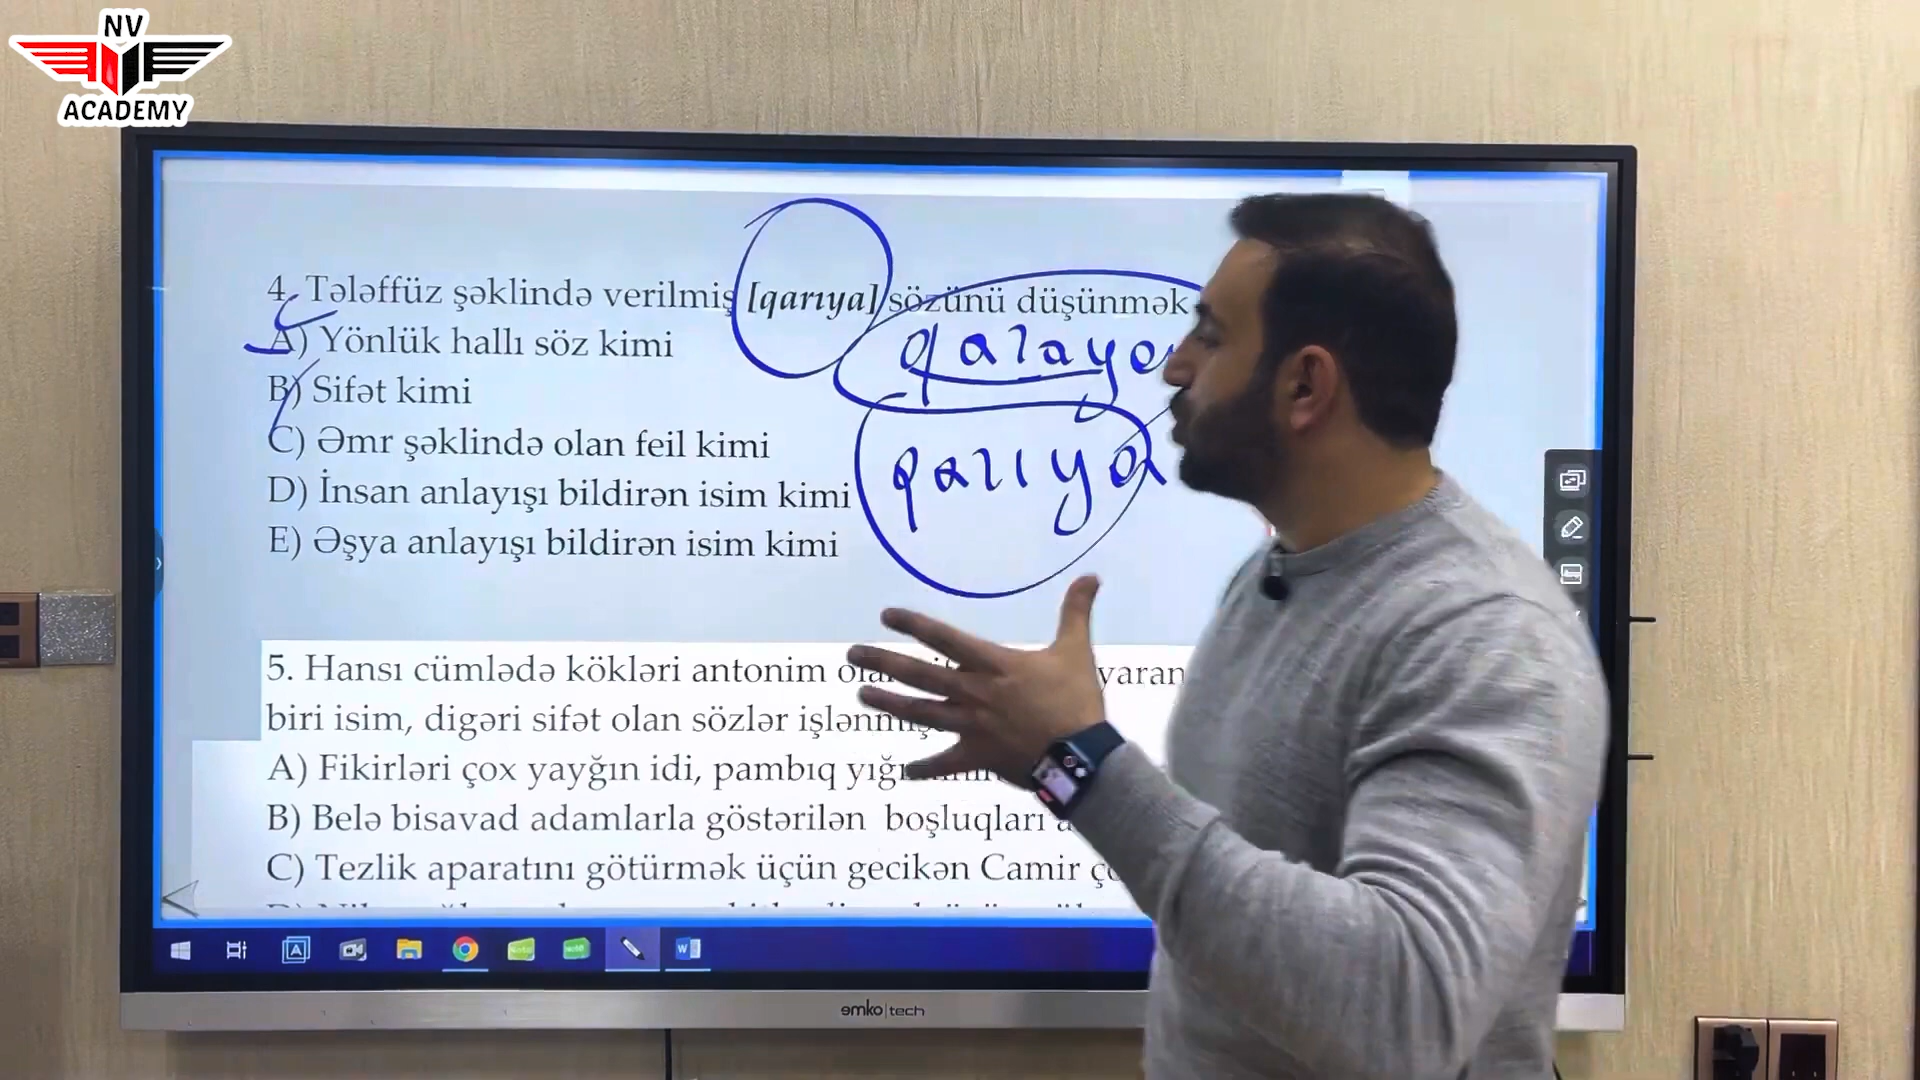 NV
ACADEMY
4. Tələffüz şəklində verilmiş [qarıya] sözünü düşünmək
A) Yönlük hallı söz kimi
B) Sifət kimi
C) Əmr şəklində olan feil kimi
D) İnsan anlayışı bildirən isim kimi
E) Əşya anlayışı bildirən isim kimi
qarıya
5. Hansı cümlədə kökləri antonim
biri isim, digəri sifət olan sözlər
A) Fikirləri çox yayğın idi, pambıq
B) Belə bisavad adamlarla göstərilən boşluqları
C) Tezlik aparatını götürmək üçün gecikən Camir
emko|tech